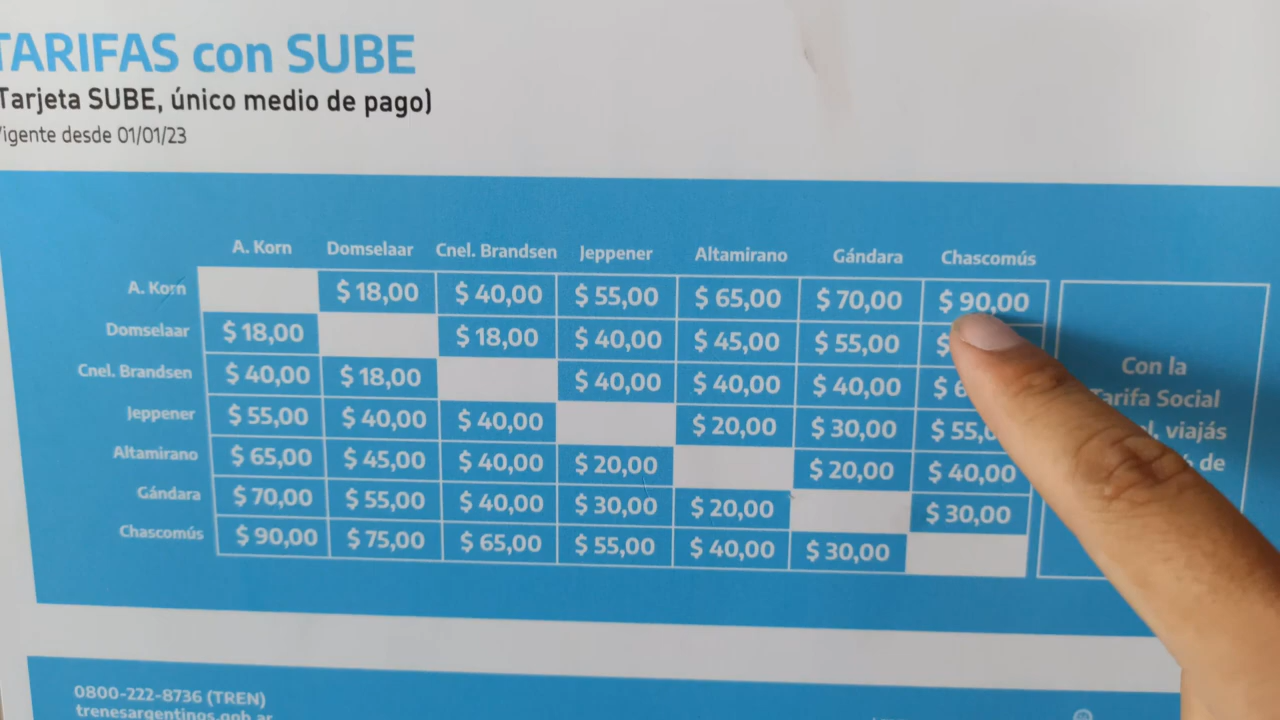 TARIFAS con SUBE
Tarjeta SUBE, único medio de pago)
Vigente desde 01/01/23
A. Korn Domselaar Cnel. Brandsen Jeppener Altamirano Gándara Chascomús
A. Korn $ 18,00 $ 40,00 $ 55,00 $ 65,00 $ 70,00 $ 90,00
Domselaar $ 18,00 $ 18,00 $ 40,00 $ 45,00 $ 55,00 $
Cnel. Brandsen $ 40,00 $ 18,00 $ 40,00 $ 40,00 $ 40,00 $ 6
Jeppener $ 55,00 $ 40,00 $ 40,00 $ 20,00 $ 30,00 $ 55,0
Altamirano $ 65,00 $ 45,00 $ 40,00 $ 20,00 $ 20,00 $ 40,00
Gándara $ 70,00 $ 55,00 $ 40,00 $ 30,00 $ 20,00 $ 30,00
Chascomús $ 90,00 $ 75,00 $ 65,00 $ 55,00 $ 40,00 $ 30,00
Con la
Tarifa Social
viajás
de
0800-222-8736 (TREN)
trenesargentinos.gob.ar